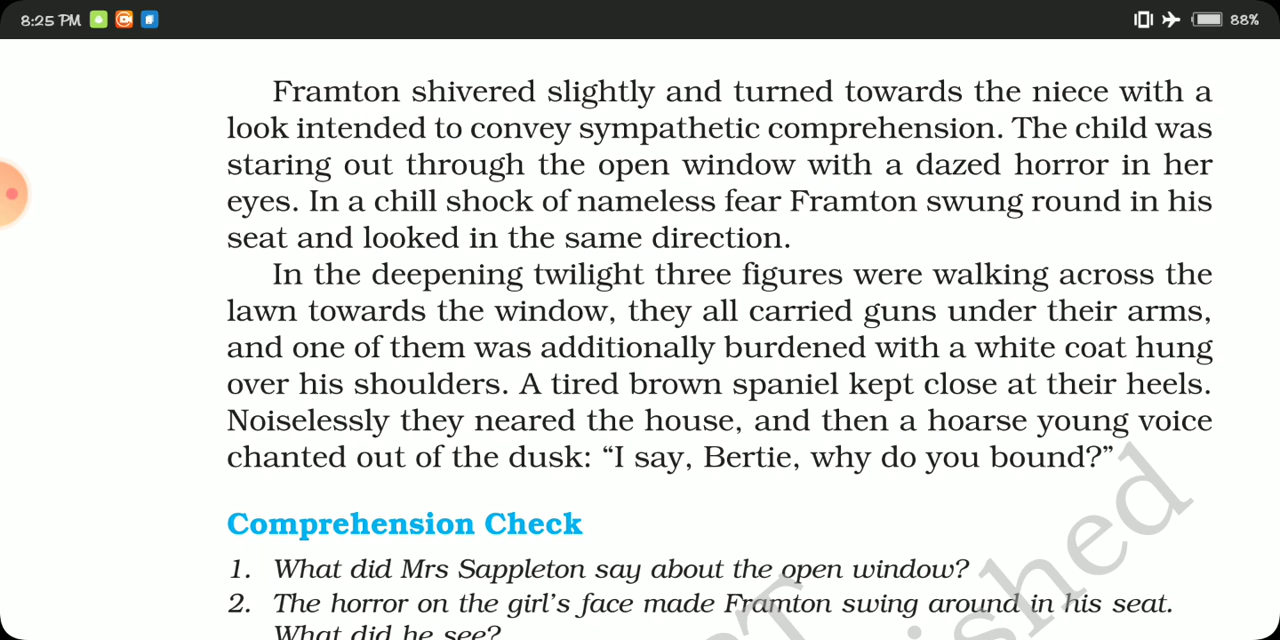 8:25 PM 88%
Framton shivered slightly and turned towards the niece with a
look intended to convey sympathetic comprehension. The child was
staring out through the open window with a dazed horror in her
eyes. In a chill shock of nameless fear Framton swung round in his
seat and looked in the same direction.
In the deepening twilight three figures were walking across the
lawn towards the window, they all carried guns under their arms,
and one of them was additionally burdened with a white coat hung
over his shoulders. A tired brown spaniel kept close at their heels.
Noiselessly they neared the house, and then a hoarse young voice
chanted out of the dusk: “I say, Bertie, why do you bound?”
Comprehension Check
1. What did Mrs Sappleton say about the open window?
2. The horror on the girl's face made Framton swing around in his seat.
What did he see?